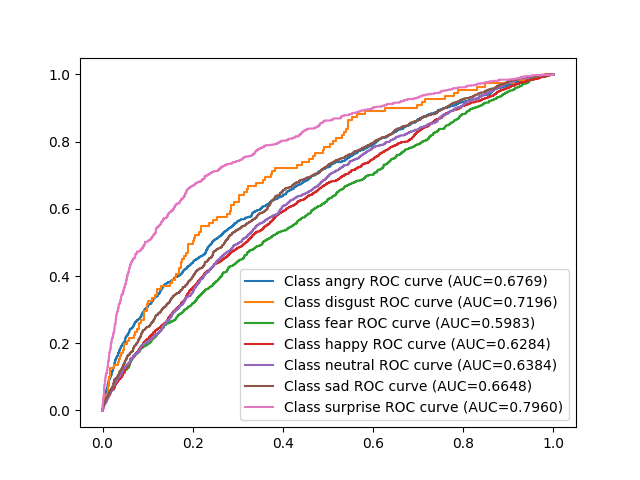 1.0
0.8
0.6
0.4
0.2
0.0
Class angry ROC curve (AUC=0.6769)
Class disgust ROC curve (AUC=0.7196)
Class fear ROC curve (AUC=0.5983)
Class happy ROC curve (AUC=0.6284)
Class neutral ROC curve (AUC=0.6384)
Class sad ROC curve (AUC=0.6648)
Class surprise ROC curve (AUC=0.7960)
0.0 0.2 0.4 0.6 0.8 1.0